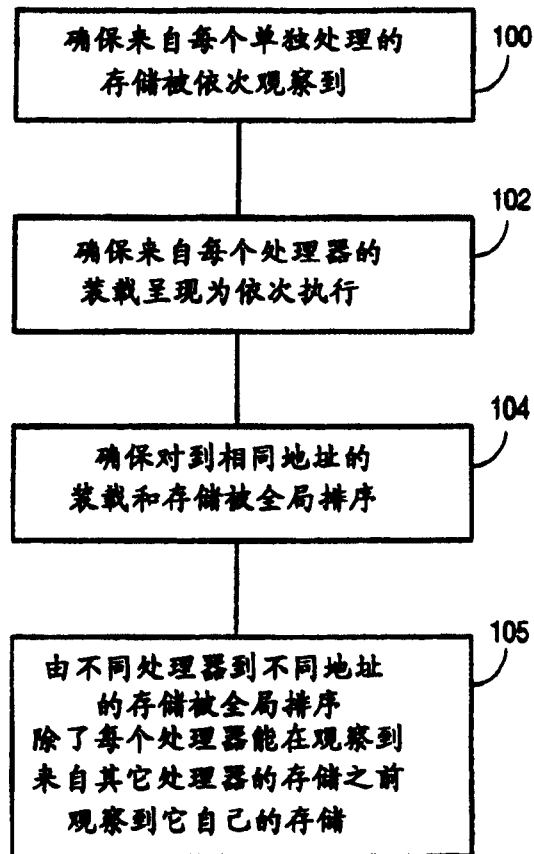 确保来自每个单独处理的
存储被依次观察到
100
确保来自每个处理器的
装载呈现为依次执行
102
确保对到相同地址的
装载和存储被全局排序
104
由不同处理器到不同地址
的存储被全局排序
除了每个处理器能在观察到
来自其它处理器的存储之前
观察到它自己的存储
105